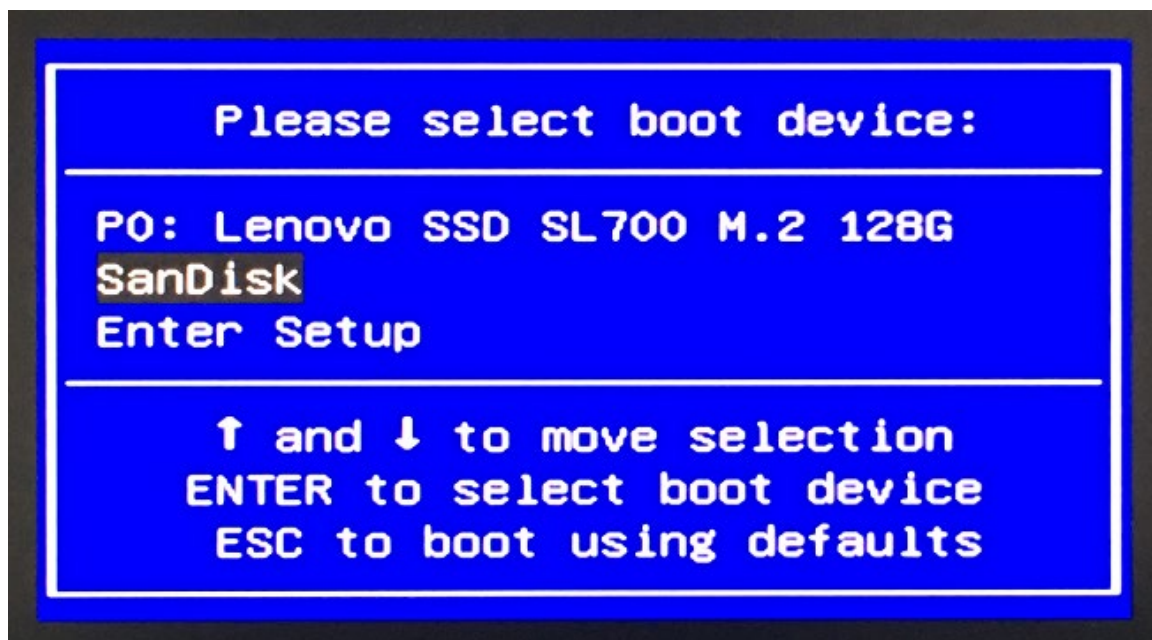 Please select boot device:
P0: Lenovo SSD SL700 M.2 128G
SanDisk
Enter Setup
↑ and ↓ to move selection
ENTER to select boot device
ESC to boot using defaults